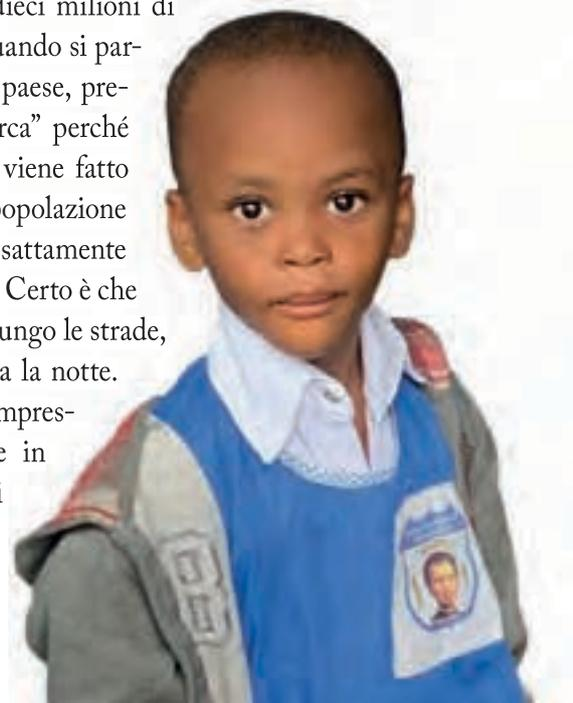 dieci milioni di
uando si par-
paese, pre-
rca” perché
viene fatto
popolazione
sattamente
Certo è che
ungo le strade,
a la notte.
mpres-
e in
i